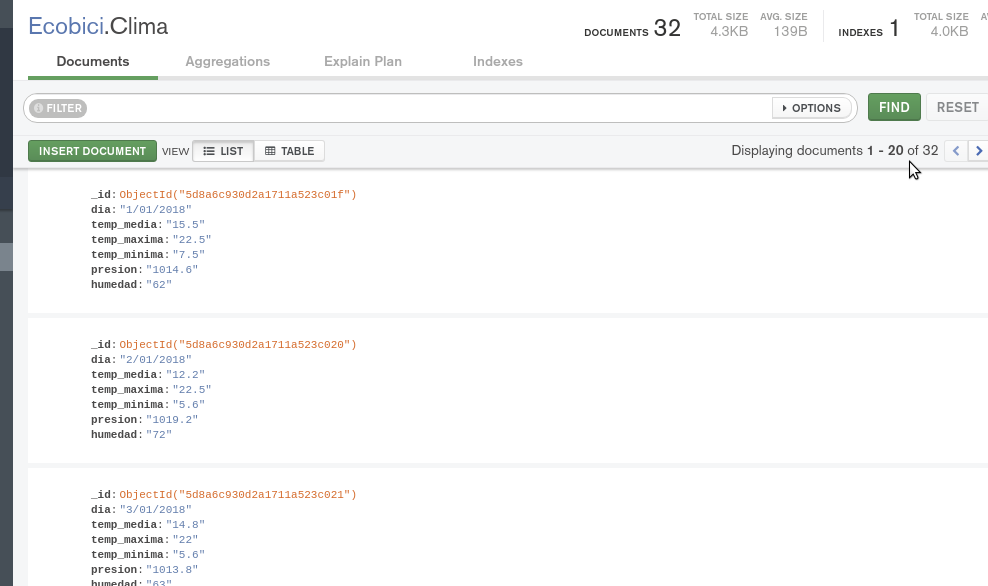 Ecobici.Clima
DOCUMENTS 32 TOTAL SIZE 4.3KB AVG. SIZE 139B INDEXES 1 TOTAL SIZE 4.0KB
Documents Aggregations Explain Plan Indexes
FILTER OPTIONS FIND RESET
INSERT DOCUMENT VIEW LIST TABLE Displaying documents 1 - 20 of 32
_id: ObjectId("5d8a6c930d2a1711a523c01f")
dia: "1/01/2018"
temp_media: "15.5"
temp_maxima: "22.5"
temp_minima: "7.5"
presion: "1014.6"
humedad: "62"
_id: ObjectId("5d8a6c930d2a1711a523c020")
dia: "2/01/2018"
temp_media: "12.2"
temp_maxima: "22.5"
temp_minima: "5.6"
presion: "1019.2"
humedad: "72"
_id: ObjectId("5d8a6c930d2a1711a523c021")
dia: "3/01/2018"
temp_media: "14.8"
temp_maxima: "22"
temp_minima: "5.6"
presion: "1013.8"
humedad: "63"